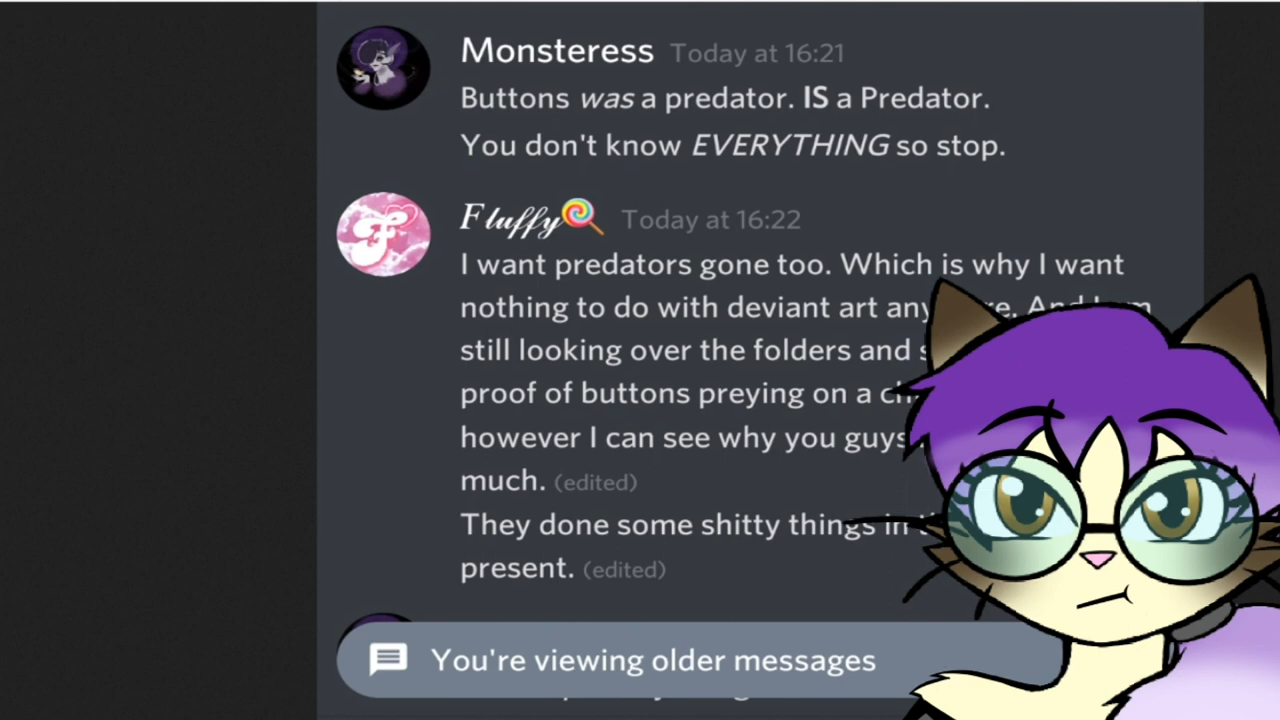 Monsteress Today at 16:21
Buttons was a predator. IS a Predator.
You don't know EVERYTHING so stop.
Fluffy🍭 Today at 16:22
I want predators gone too. Which is why I want
nothing to do with deviant art
still looking over the folders and
proof of buttons preying on a
however I can see why you guys
much. (edited)
They done some shitty things in
present. (edited)
You're viewing older messages